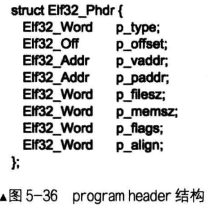 struct Elf32_Phdr {
Elf32_Word p_type;
Elf32_Off p_offset;
Elf32_Addr p_vaddr;
Elf32_Addr p_paddr;
Elf32_Word p_filesz;
Elf32_Word p_memsz;
Elf32_Word p_flags;
Elf32_Word p_align;
};
▲图 5-36 program header 结构